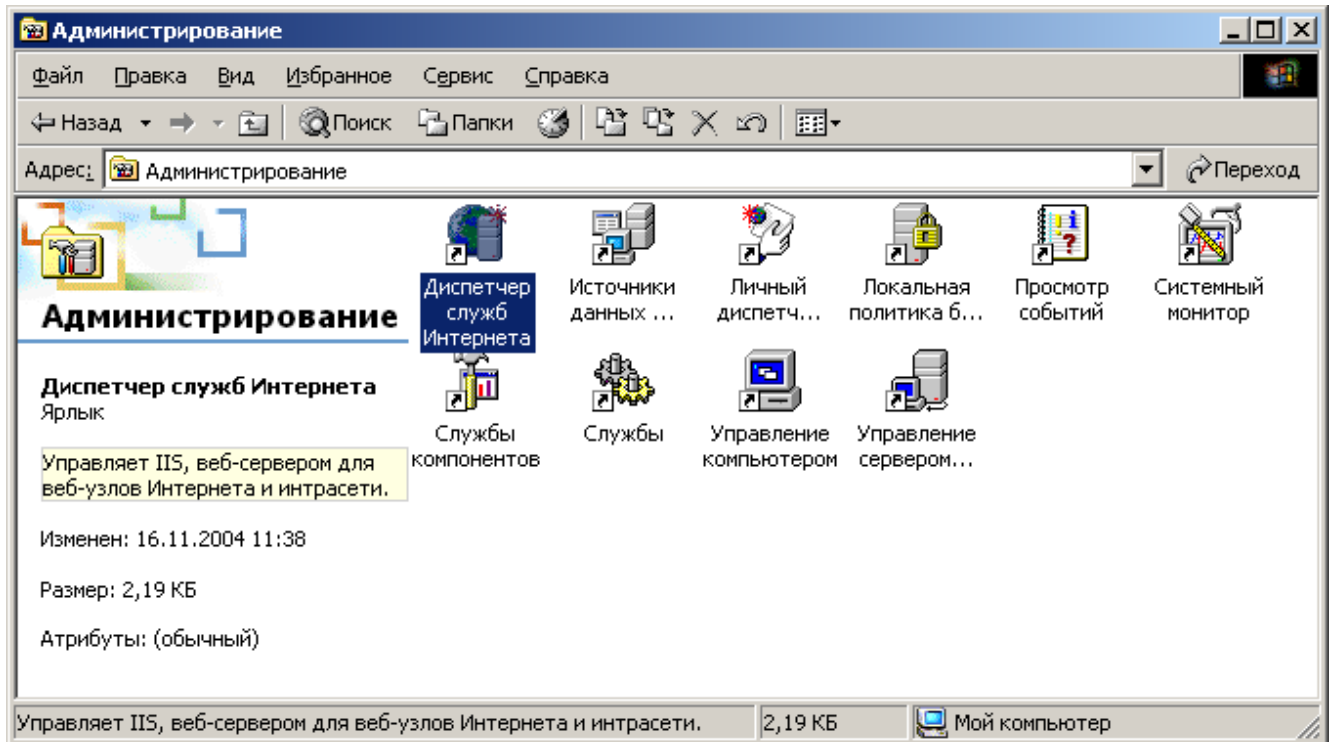 Администрирование
Файл Правка Вид Избранное Сервис Справка
Назад Поиск Папки
Адрес: Администрирование Переход
Администрирование
Диспетчер служб Интернета
Ярлык
Управляет IIS, веб-сервером для
веб-узлов Интернета и интрасети.
Изменен: 16.11.2004 11:38
Размер: 2,19 КБ
Атрибуты: (обычный)
Диспетчер
служб
Интернета
Источники
данных ...
Личный
диспетч...
Локальная
политика б...
Просмотр
событий
Системный
монитор
Службы
компонентов
Службы
Управление
компьютером
Управление
сервером...
Управляет IIS, веб-сервером для веб-узлов Интернета и интрасети. 2,19 КБ Мой компьютер